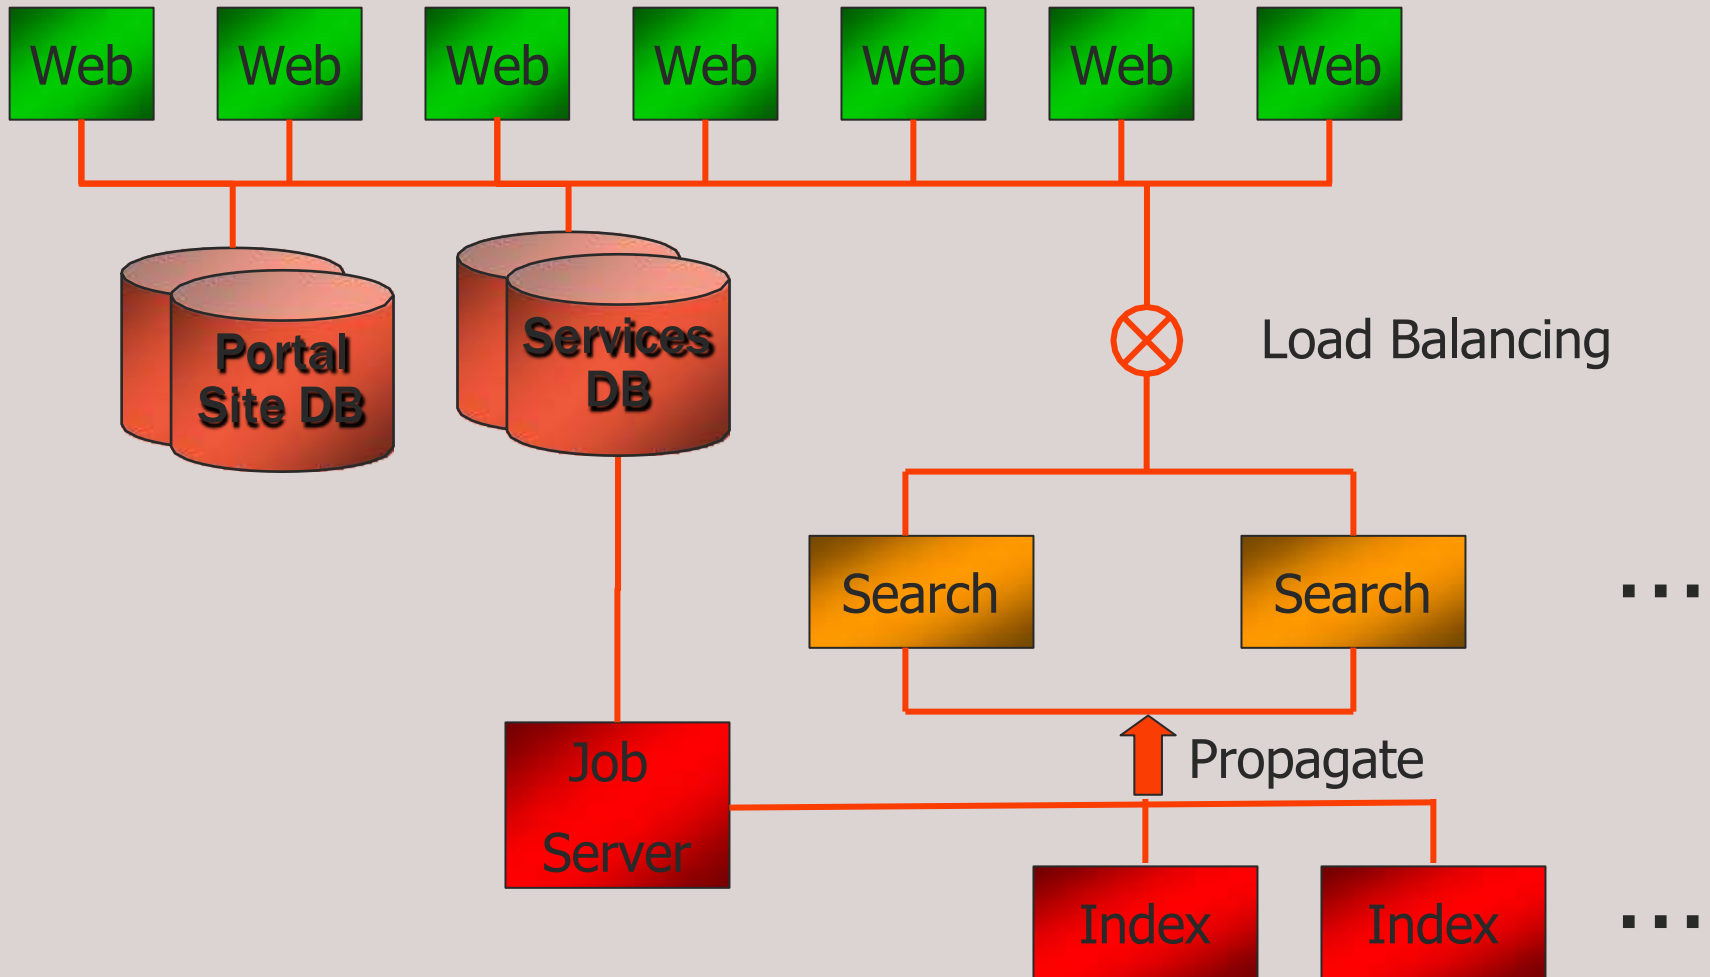 Web Web Web Web Web Web Web
Portal
Site DB
Services
DB
Load Balancing
Search Search ...
Propagate
Job
Server
Index Index ...